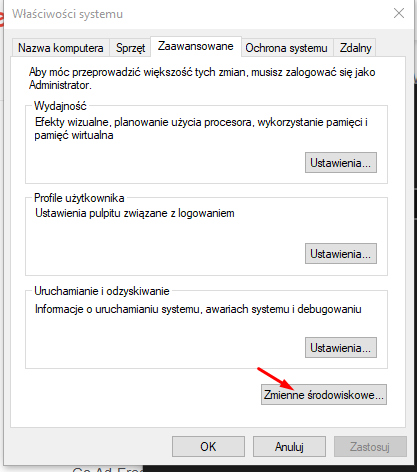 Właściwości systemu
Nazwa komputera Sprzęt Zaawansowane Ochrona systemu Zdalny
Aby móc przeprowadzić większość tych zmian, musisz zalogować się jako
Administrator.
Wydajność
Efekty wizualne, planowanie użycia procesora, wykorzystanie pamięci i
pamięć wirtualna
Ustawienia...
Profile użytkownika
Ustawienia pulpitu związane z logowaniem
Ustawienia...
Uruchamianie i odzyskiwanie
Informacje o uruchamianiu systemu, awariach systemu i debugowaniu
Ustawienia...
Zmienne środowiskowe...
OK Anuluj Zastosuj